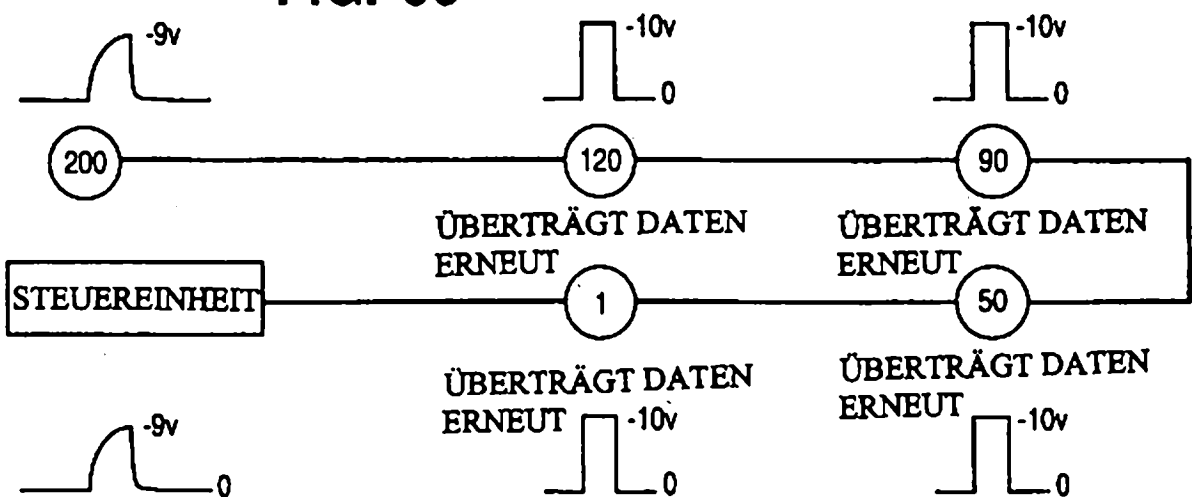 -9v
-10v
0
-10v
0
200
120
90
ÜBERTRÄGT DATEN
ERNEUT
ÜBERTRÄGT DATEN
ERNEUT
STEUEREINHEIT
1
50
ÜBERTRÄGT DATEN
ERNEUT
ÜBERTRÄGT DATEN
ERNEUT
-9v
0
-10v
0
-10v
0